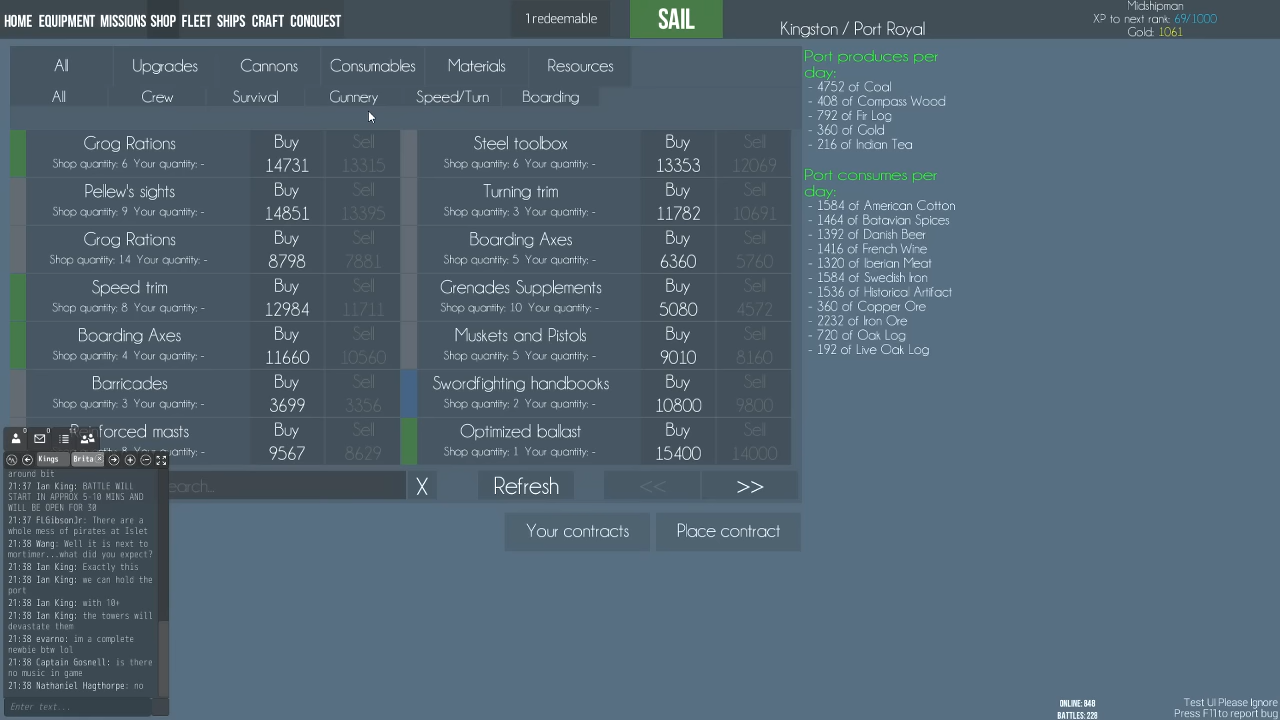 HOME EQUIPMENT MISSIONS SHOP FLEET SHIPS CRAFT CONQUEST
1 redeemable
SAIL
Kingston / Port Royal
Midshipman
XP to next rank: 69/1000
Gold: 1061
All Upgrades Cannons Consumables Materials Resources
All Crew Survival Gunnery Speed/Turn Boarding
Grog Rations Buy Sell
Shop quantity: 6 Your quantity: - 14731 13315
Steel toolbox Buy Sell
Shop quantity: 6 Your quantity: - 13353 12069
Pellew's sights Buy Sell
Shop quantity: 9 Your quantity: - 14851 13395
Turning trim Buy Sell
Shop quantity: 3 Your quantity: - 11782 10691
Grog Rations Buy Sell
Shop quantity: 14 Your quantity: - 8798 7881
Boarding Axes Buy Sell
Shop quantity: 5 Your quantity: - 6360 5760
Speed trim Buy Sell
Shop quantity: 8 Your quantity: - 12984 11711
Grenades Supplements Buy Sell
Shop quantity: 10 Your quantity: - 5080 4572
Boarding Axes Buy Sell
Shop quantity: 4 Your quantity: - 11660 10560
Muskets and Pistols Buy Sell
Shop quantity: 5 Your quantity: - 9010 8160
Barricades Buy Sell
Shop quantity: 3 Your quantity: - 3699 3356
Swordfighting handbooks Buy Sell
Shop quantity: 2 Your quantity: - 10800 9800
inforced masts Buy Sell
8 Your quantity: - 9567 8629
Optimized ballast Buy Sell
Shop quantity: 1 Your quantity: - 15400 14000
X Refresh << >>
Your contracts Place contract
Port produces per
day:
- 4752 of Coal
- 408 of Compass Wood
- 792 of Fir Log
- 360 of Gold
- 216 of Indian Tea
Port consumes per
day:
- 1584 of American Cotton
- 1464 of Batavian Spices
- 1392 of Danish Beer
- 1416 of French Wine
- 1320 of Iberian Meat
- 1584 of Swedish Iron
- 1536 of Historical Artifact
- 360 of Copper Ore
- 2232 of Iron Ore
- 720 of Oak Log
- 192 of Live Oak Log
Kings Brita
around bit
21:37 Ian King: BATTLE WILL
START IN APPROX 5-10 MINS AND
WILL BE OPEN FOR 30
21:37 FLGibsonJr: There are a
whole mess of pirates at Islet
21:38 Wang: Well it is next to
mortimer...what did you expect?
21:38 Ian King: Exactly this
21:38 Ian King: we can hold the
port
21:38 Ian King: with 10+
21:38 Ian King: the towers will
devastate them
21:38 evarno: im a complete
newbie btw lol
21:38 Captain Gosnell: is there
no music in game
21:38 Nathaniel Hagthorpe: no
Enter text...
ONLINE: 848
BATTLES: 228
Test UI Please Ignore
Press F11 to report bug